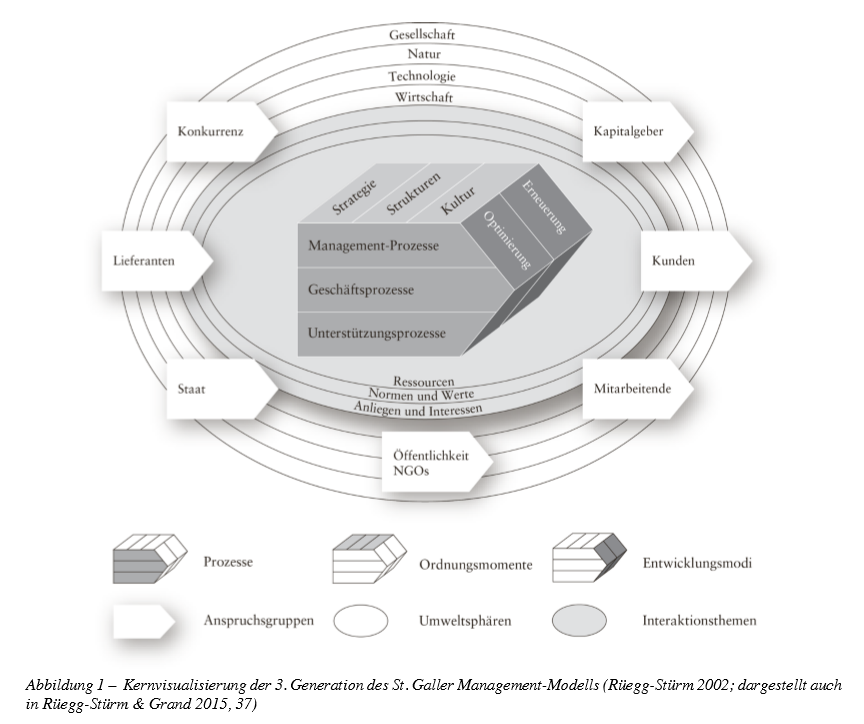 Gesellschaft
Natur
Technologie
Wirtschaft
Konkurrenz
Kapitalgeber
Strategie
Strukturen
Kultur
Optimierung
Erneuerung
Management-Prozesse
Geschäftsprozesse
Unterstützungsprozesse
Lieferanten
Kunden
Staat
Mitarbeitende
Ressourcen
Normen und Werte
Anliegen und Interessen
Öffentlichkeit
NGOs
Prozesse
Ordnungsmomente
Entwicklungsmodi
Anspruchsgruppen
Umweltsphären
Interaktionsthemen
Abbildung 1 – Kernvisualisierung der 3. Generation des St. Galler Management-Modells (Rüegg-Stürm 2002; dargestellt auch
in Rüegg-Stürm & Grand 2015, 37)